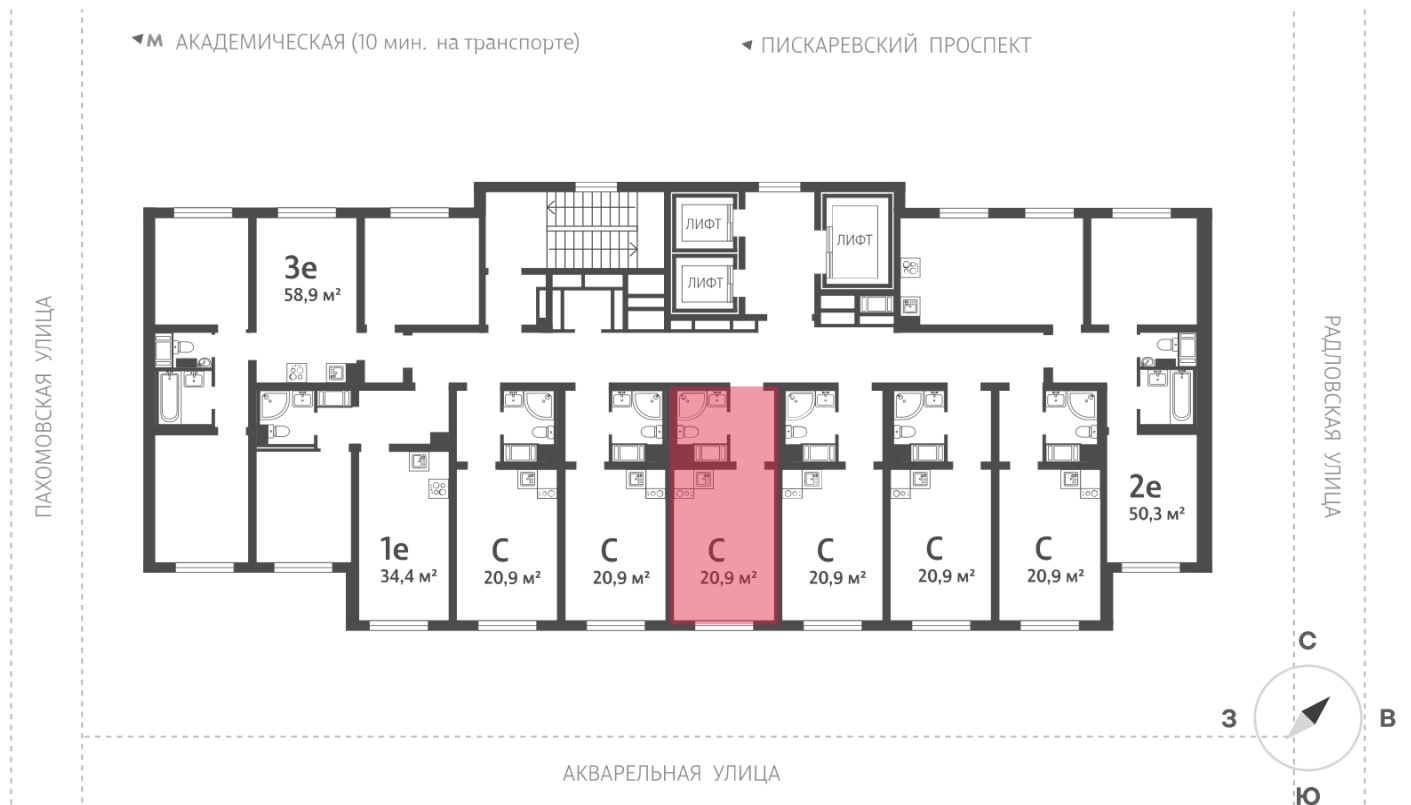 М АКАДЕМИЧЕСКАЯ (10 мин. на транспорте)
ПИСКАРЕВСКИЙ ПРОСПЕКТ
ПАХОМОВСКАЯ УЛИЦА
РАДЛОВСКАЯ УЛИЦА
ЛИФТ
ЛИФТ
ЛИФТ
3е
58,9 м²
2е
50,3 м²
1е
34,4 м²
С
20,9 м²
С
20,9 м²
С
20,9 м²
С
20,9 м²
С
20,9 м²
С
20,9 м²
С
З
В
Ю
АКВАРЕЛЬНАЯ УЛИЦА